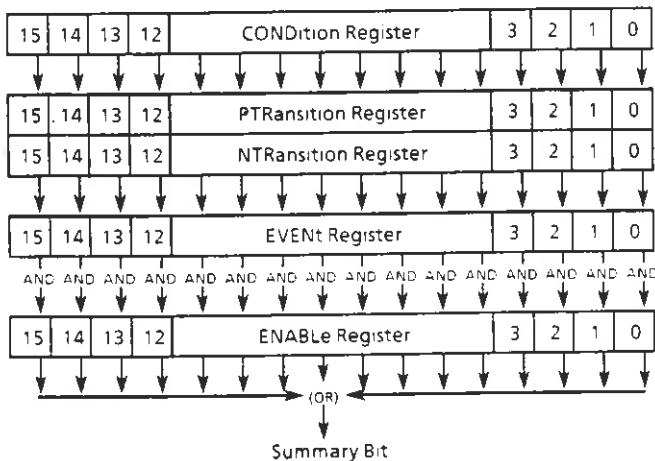 15 14 13 12 CONDition Register 3 2 1 0
15 14 13 12 PTRansition Register 3 2 1 0
15 14 13 12 NTRansition Register 3 2 1 0
15 14 13 12 EVENt Register 3 2 1 0
AND AND AND AND AND AND AND AND AND AND AND AND AND AND AND AND
15 14 13 12 ENABLe Register 3 2 1 0
(OR)
Summary Bit